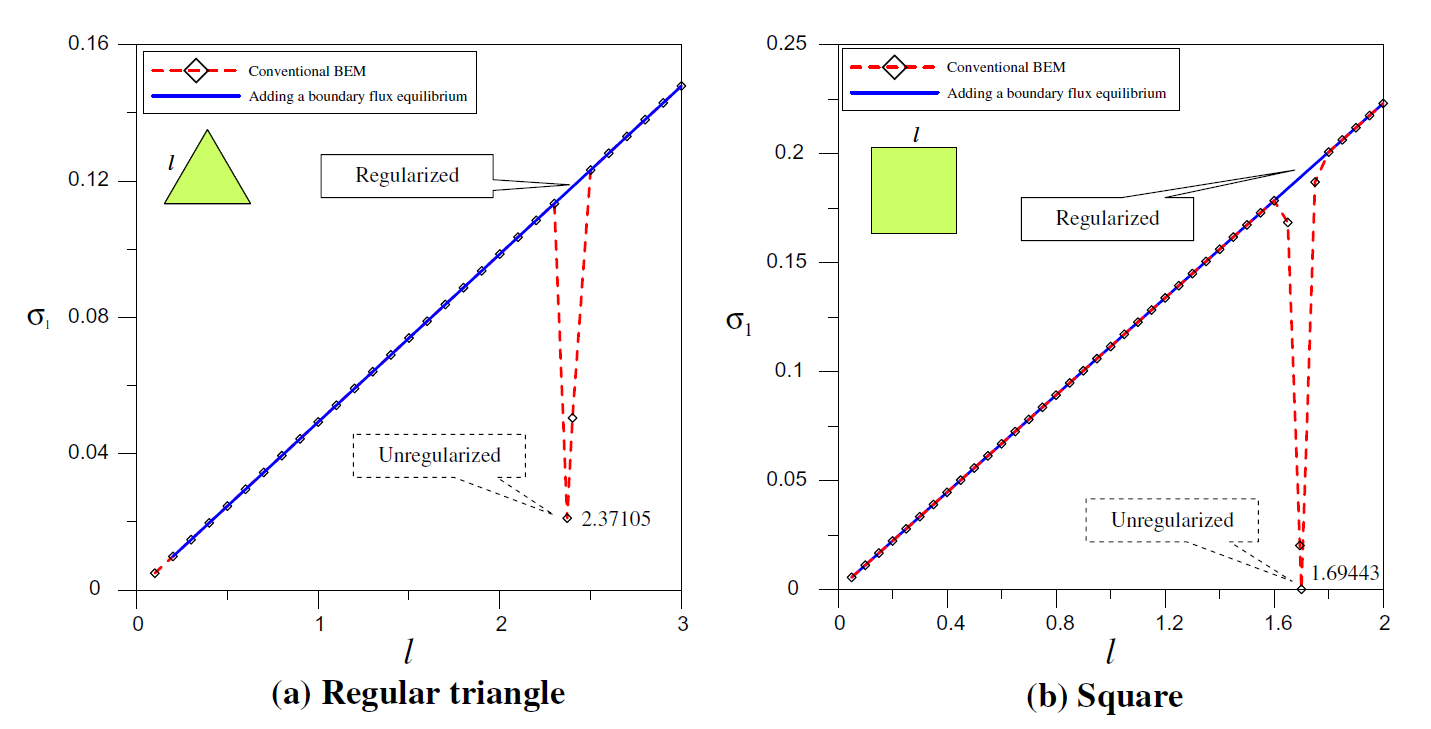 0.16
0.12
0.08
0.04
0
σ1
Conventional BEM
Adding a boundary flux equilibrium
l
Regularized
Unregularized
2.37105
0 1 2 3
l
(a) Regular triangle
0.25
0.2
0.15
0.1
0.05
0
σ1
Conventional BEM
Adding a boundary flux equilibrium
l
Regularized
Unregularized
1.69443
0 0.4 0.8 1.2 1.6 2
l
(b) Square